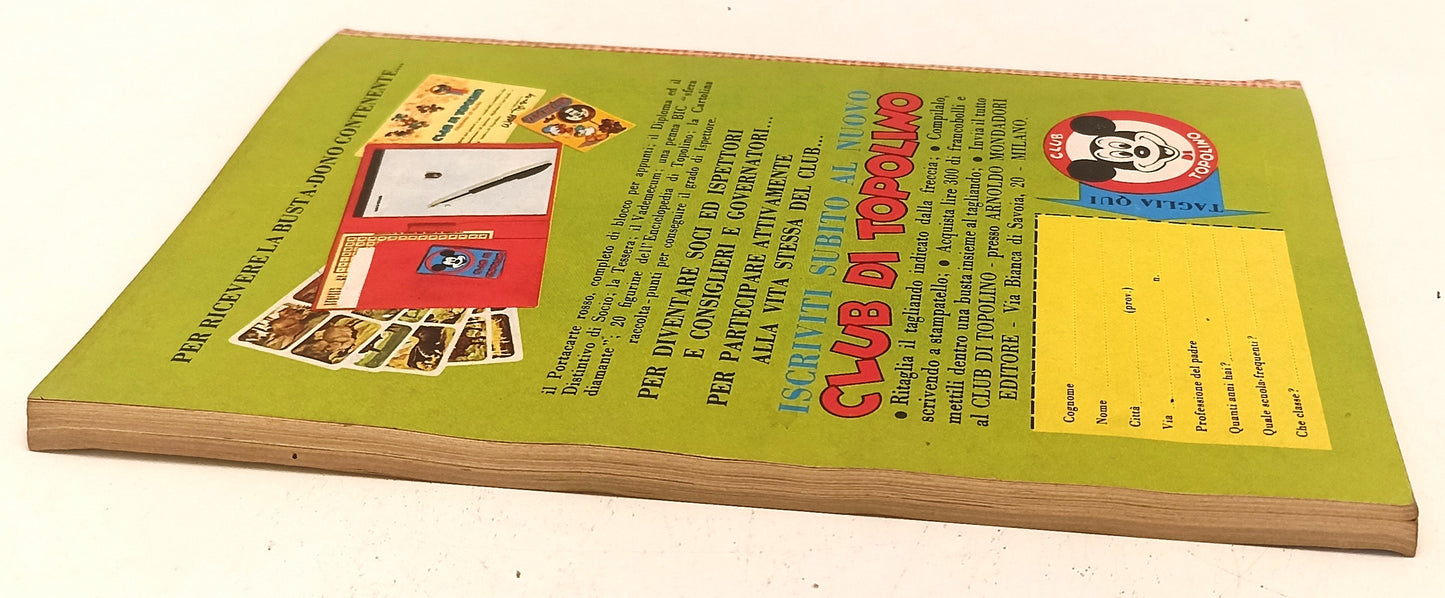 PER RICEVERE LA BUSTA-DONO CONTENENTE...
CLUB DI TOPOLINO
il Portacarte rosso, completo di blocco per appunti; il Diploma ed il
Distintivo di Socio; la Tessera; il Vademecum; una penna BIC "sfera
diamante"; 20 figurine dell'Enciclopedia di Topolino; la Cartolina
raccolta-punti per conseguire il grado di Ispettore.
PER DIVENTARE SOCI ED ISPETTORI
E CONSIGLIERI E GOVERNATORI...
PER PARTECIPARE ATTIVAMENTE
ALLA VITA STESSA DEL CLUB...
ISCRIVITI SUBITO AL NUOVO
CLUB DI TOPOLINO
● Ritaglia il tagliando indicato dalla freccia; ● Compilalo,
scrivendo a stampatello; ● Acquista lire 300 di francobolli e
mettili dentro una busta insieme al tagliando; ● Invia il tutto
al CLUB DI TOPOLINO - presso ARNOLDO MONDADORI
EDITORE - Via Bianca di Savoia, 20 - MILANO.
CLUB
DI
TOPOLINO
TAGLIA QUI
Cognome
Nome
Città (prov.)
Via n.
Professione del padre
Quanti anni hai?
Quale scuola frequenti?
Che classe?